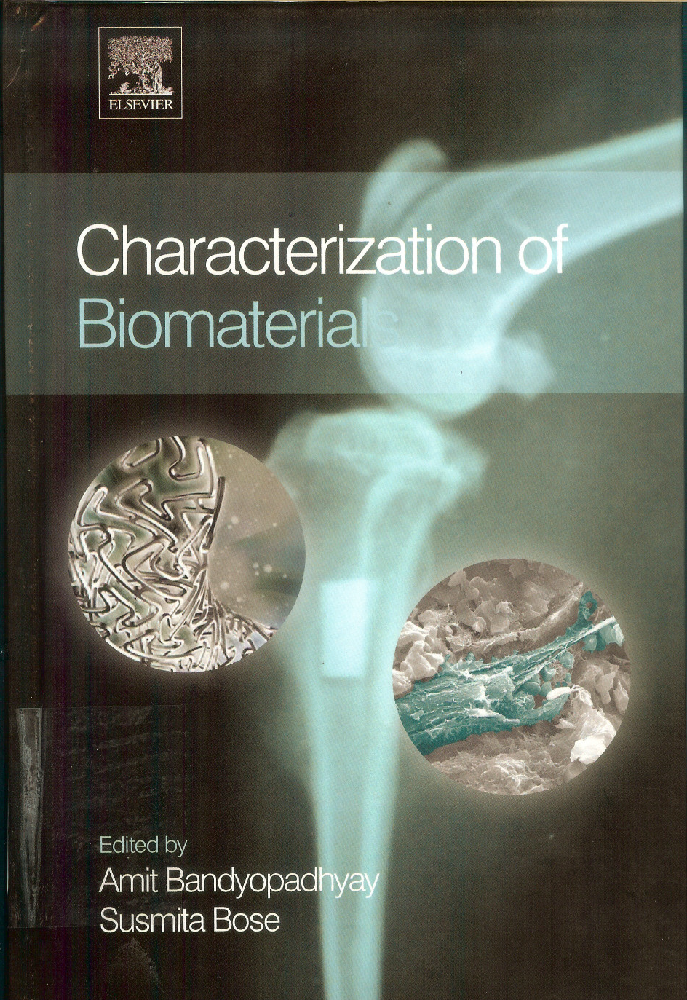 ELSEVIER
Characterization of
Biomaterials
Edited by
Amit Bandyopadhyay
Susmita Bose